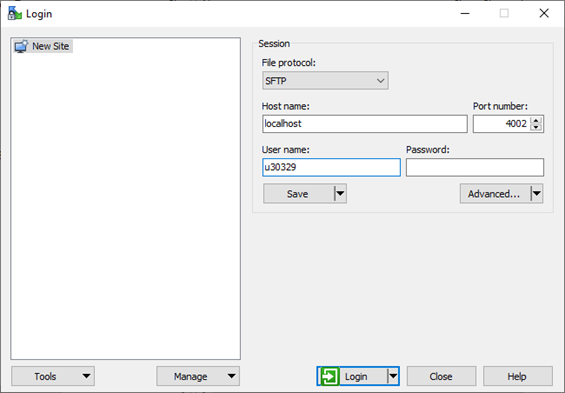 Login
New Site
Session
File protocol:
SFTP
Host name: Port number:
localhost 4002
User name: Password:
u30329
Save Advanced...
Tools Manage Login Close Help